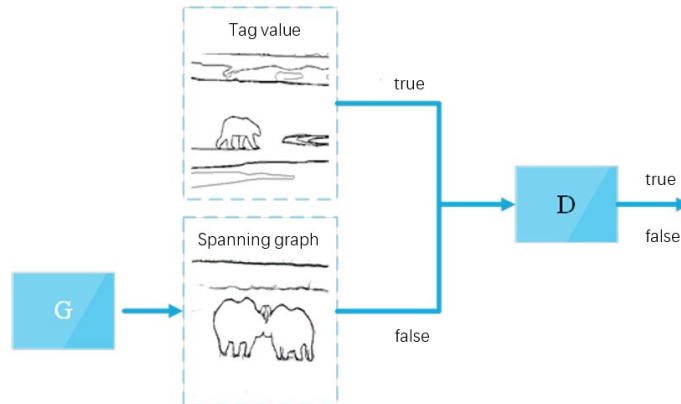 Tag value
true
D
true
false
Spanning graph
G
false